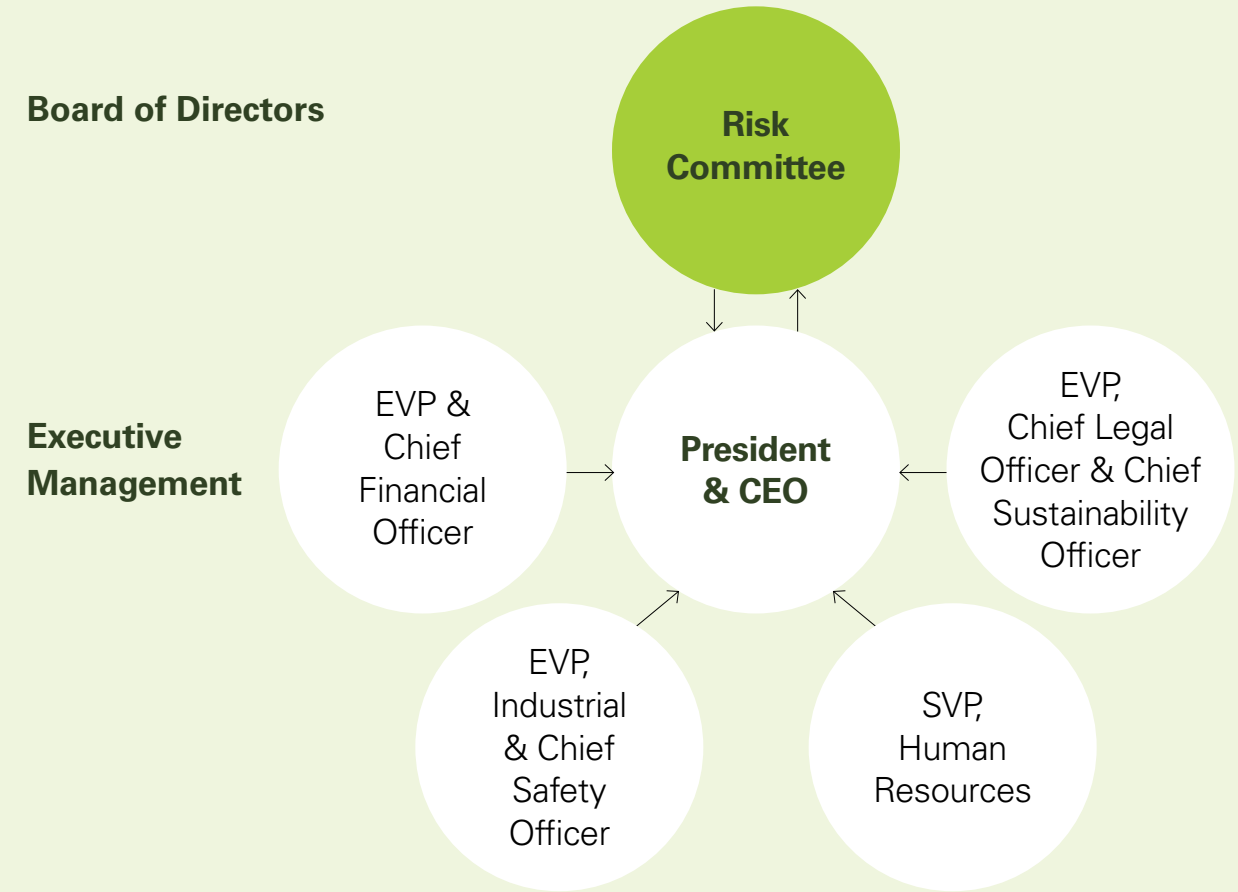 Board of Directors
Risk
Committee
Executive
Management
EVP &
Chief
Financial
Officer
President
& CEO
EVP,
Chief Legal
Officer & Chief
Sustainability
Officer
EVP,
Industrial
& Chief
Safety
Officer
SVP,
Human
Resources